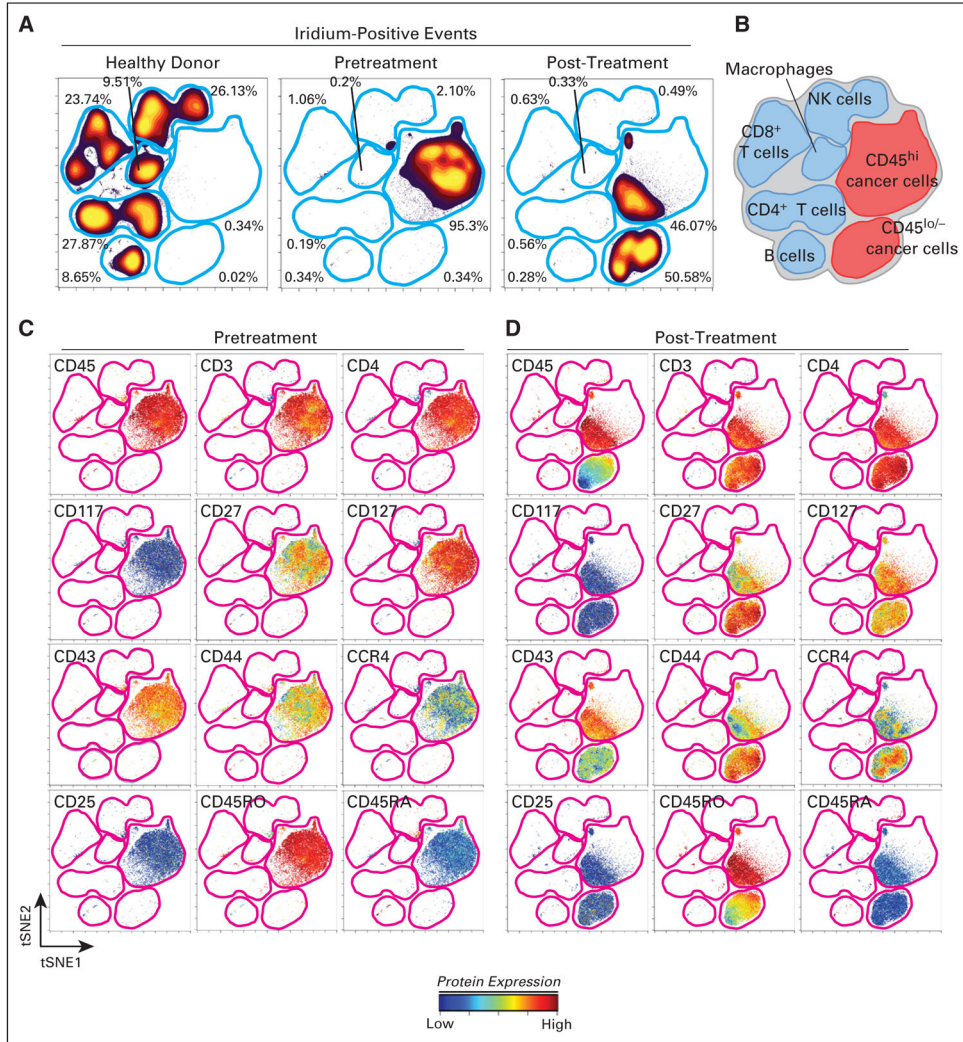 A
Iridium-Positive Events
Healthy Donor
Pretreatment
Post-Treatment
9.51%
23.74%
26.13%
0.34%
27.87%
8.65%
0.02%
0.2%
1.06%
2.10%
95.3%
0.19%
0.34%
0.34%
0.33%
0.63%
0.49%
46.07%
0.56%
0.28%
50.58%
B
Macrophages
NK cells
CD8+
T cells
CD45hi
cancer cells
CD4+ T cells
CD45lo/–
cancer cells
B cells
C
Pretreatment
CD45
CD3
CD4
CD117
CD27
CD127
CD43
CD44
CCR4
CD25
CD45RO
CD45RA
tSNE2
tSNE1
D
Post-Treatment
CD45
CD3
CD4
CD117
CD27
CD127
CD43
CD44
CCR4
CD25
CD45RO
CD45RA
Protein Expression
Low
High